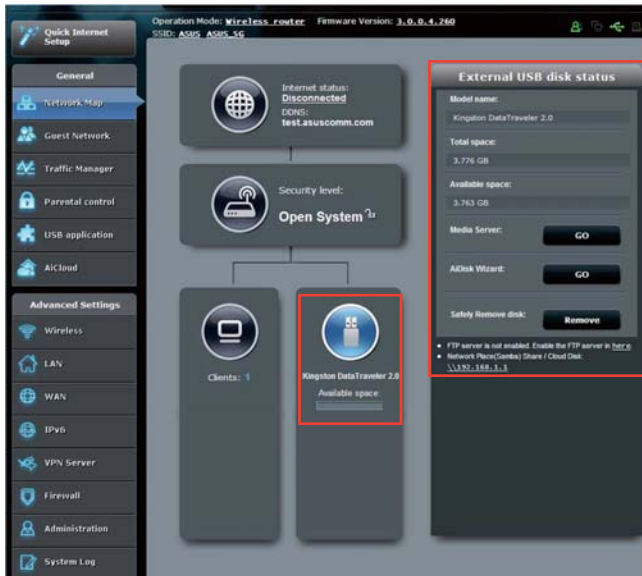 Quick Internet
Setup
Operation Mode: Wireless router Firmware Version: 3.0.0.4.260
SSID: ASUS ASUS_5G
General
Network Map
Guest Network
Traffic Manager
Parental control
USB application
AiCloud
Advanced Settings
Wireless
LAN
WAN
IPv6
VPN Server
Firewall
Administration
System Log
Internet status:
Disconnected
DDNS:
test.asuscomm.com
Security level:
Open System
Clients: 1
Kingston DataTraveler 2.0
Available space
External USB disk status
Model name:
Kingston DataTraveler 2.0
Total space:
3.776 GB
Available space:
3.763 GB
Media Server:
GO
AiDisk Wizard:
GO
Safely Remove disk:
Remove
• FTP server is not enabled. Enable the FTP server in here.
• Network Place(Samba) Share / Cloud Disk:
\\192.168.1.1